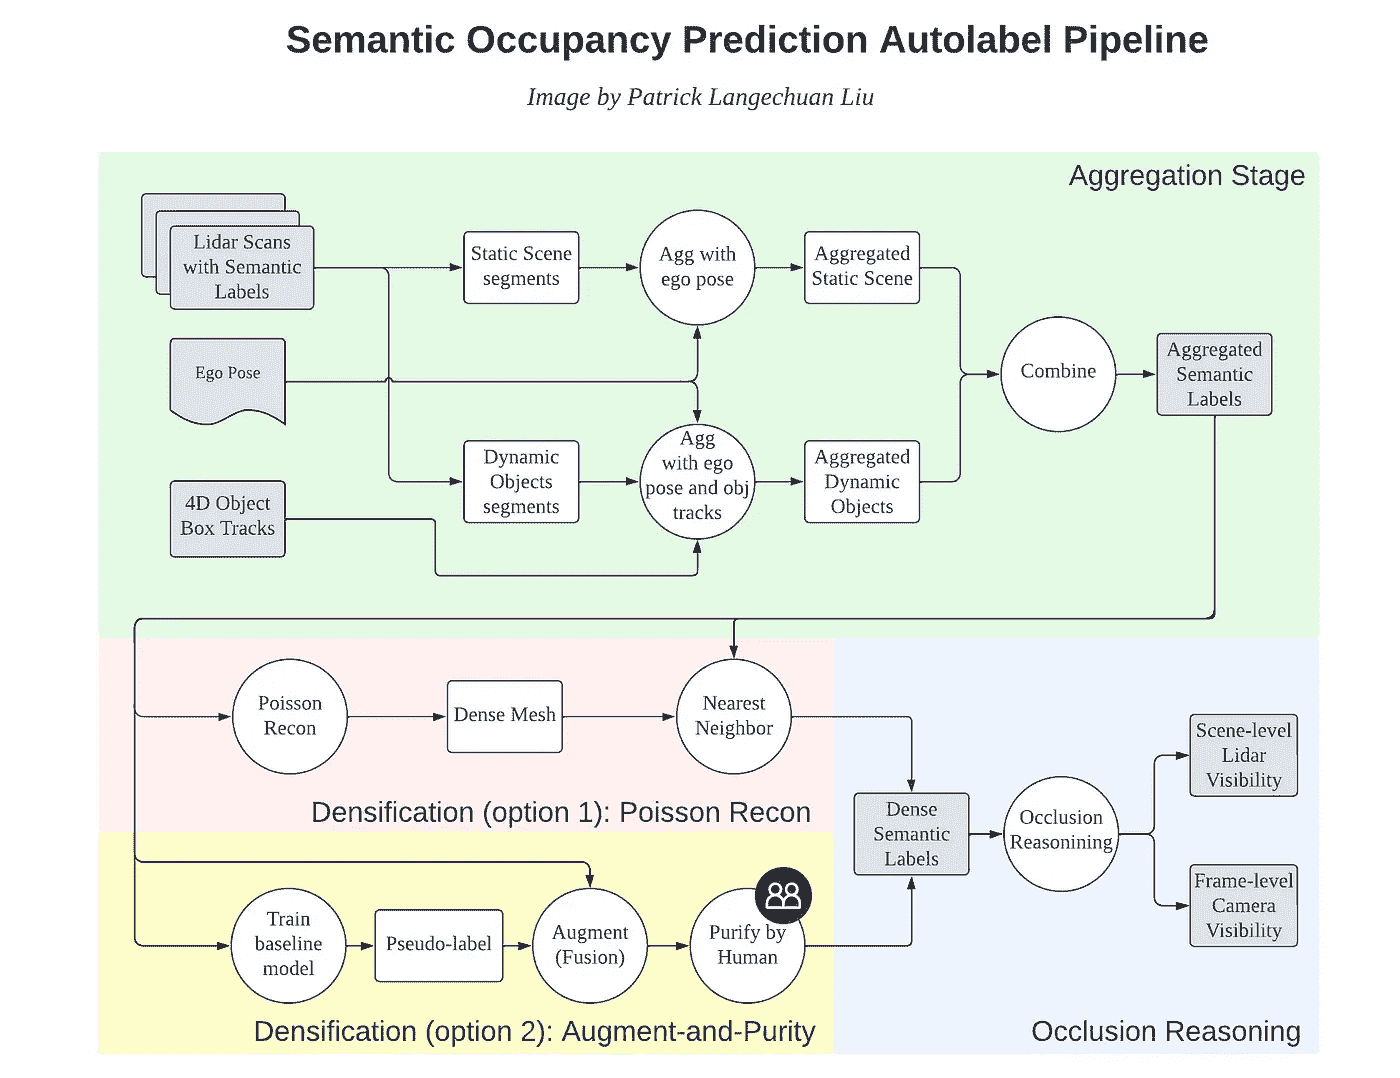 Semantic Occupancy Prediction Autolabel Pipeline
Image by Patrick Langechuan Liu
Aggregation Stage
Lidar Scans
with Semantic
Labels
Static Scene
segments
Agg with
ego pose
Aggregated
Static Scene
Ego Pose
Combine
Aggregated
Semantic
Labels
4D Object
Box Tracks
Dynamic
Objects
segments
Agg
with ego
pose and obj
tracks
Aggregated
Dynamic
Objects
Poisson
Recon
Dense Mesh
Nearest
Neighbor
Densification (option 1): Poisson Recon
Dense
Semantic
Labels
Occlusion
Reasonining
Scene-level
Lidar
Visibility
Frame-level
Camera
Visibility
Train
baseline
model
Pseudo-label
Augment
(Fusion)
Purify by
Human
Densification (option 2): Augment-and-Purity
Occlusion Reasoning